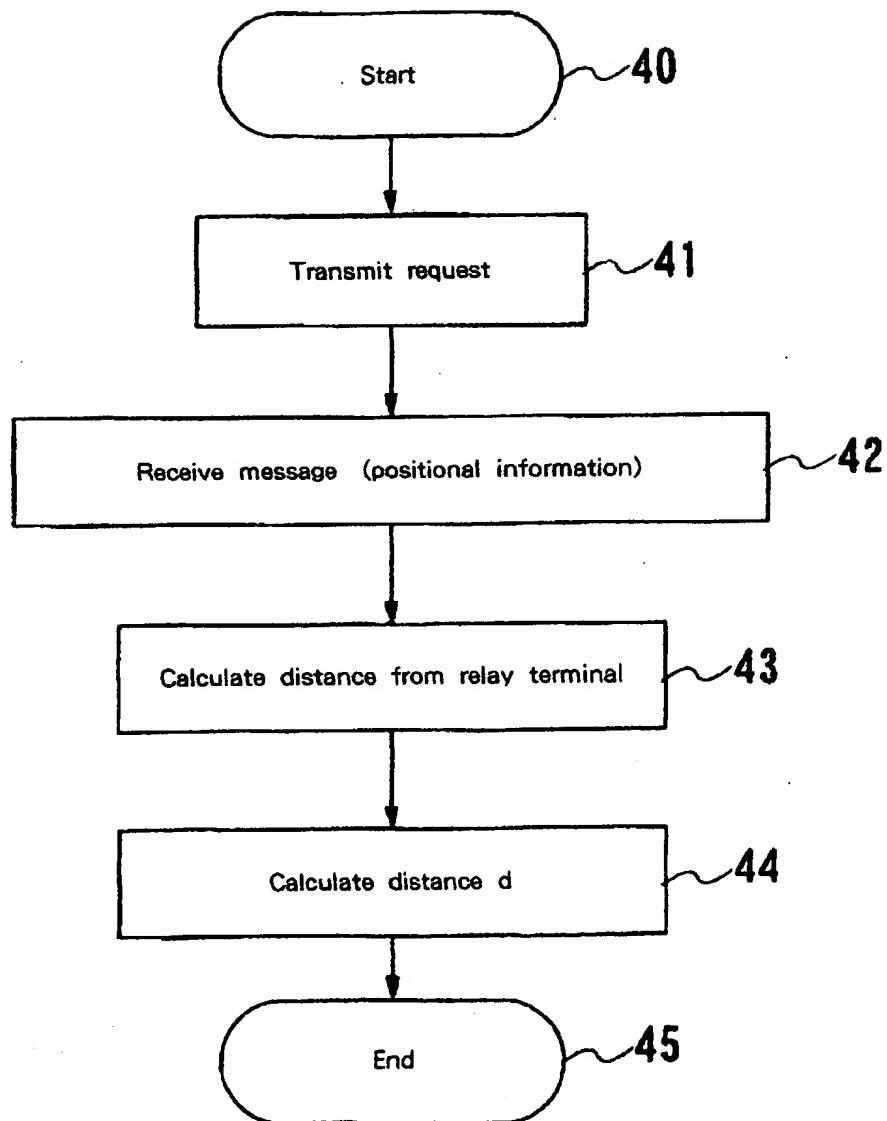 Start
40
Transmit request
41
Receive message (positional information)
42
Calculate distance from relay terminal
43
Calculate distance d
44
End
45